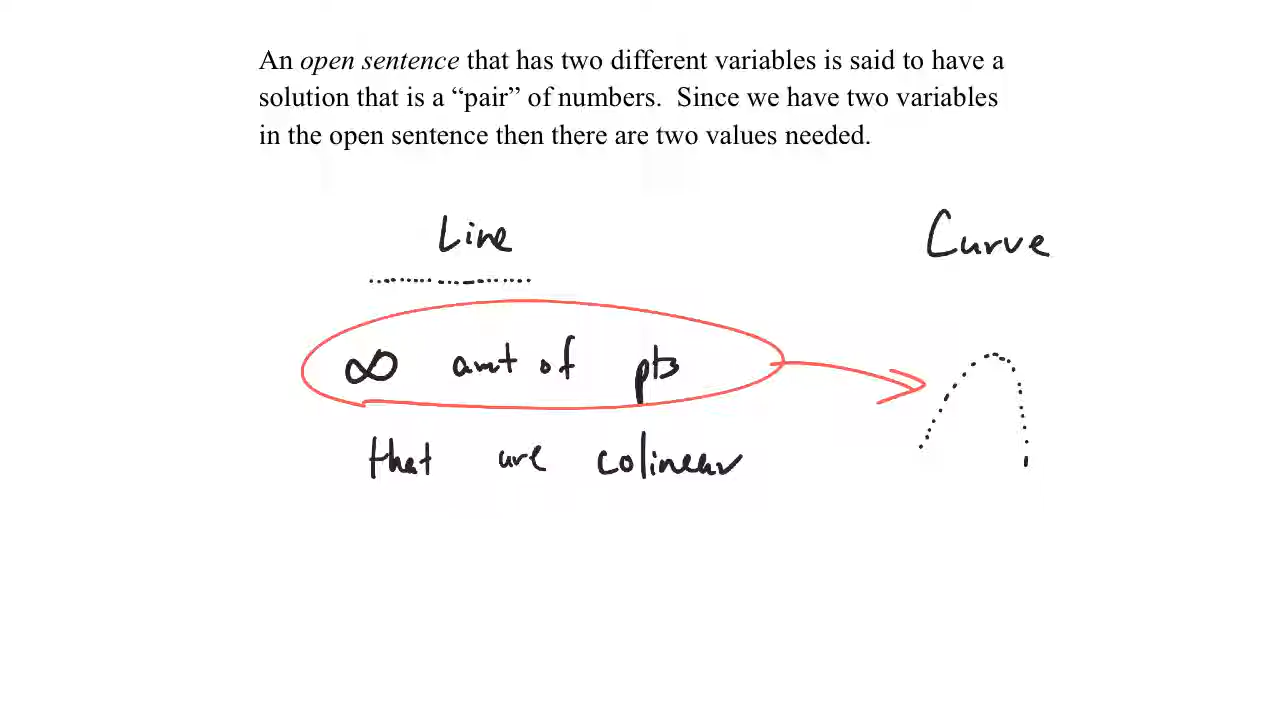 An open sentence that has two different variables is said to have a
solution that is a “pair” of numbers. Since we have two variables
in the open sentence then there are two values needed.
Line
Curve
∞ amt of pts
that are colinear